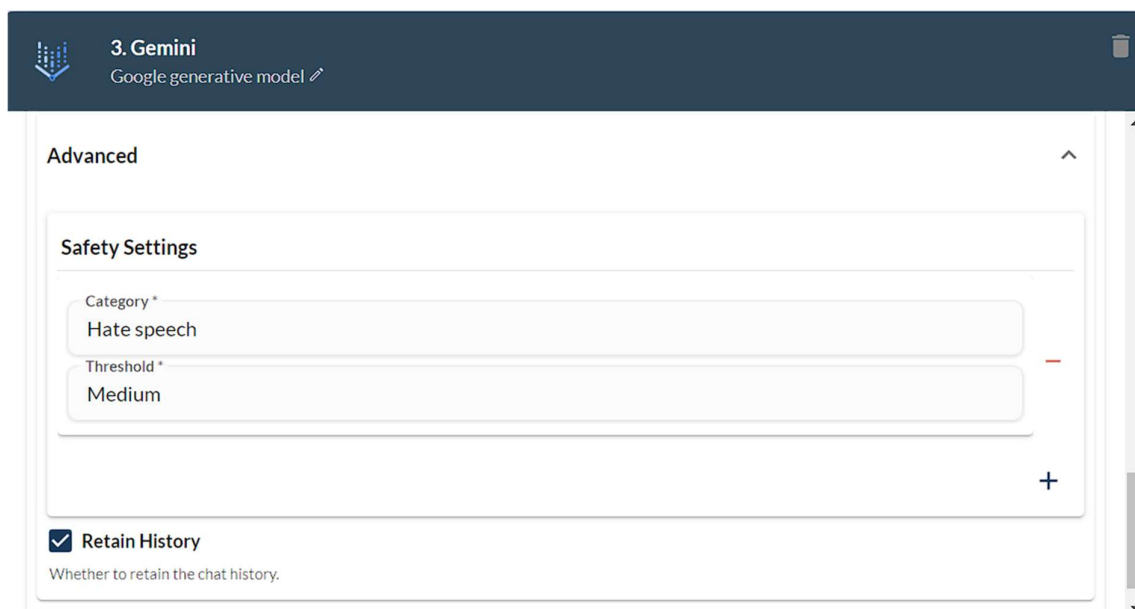 3. Gemini
Google generative model
Advanced
Safety Settings
Category *
Hate speech
Threshold *
Medium
Retain History
Whether to retain the chat history.